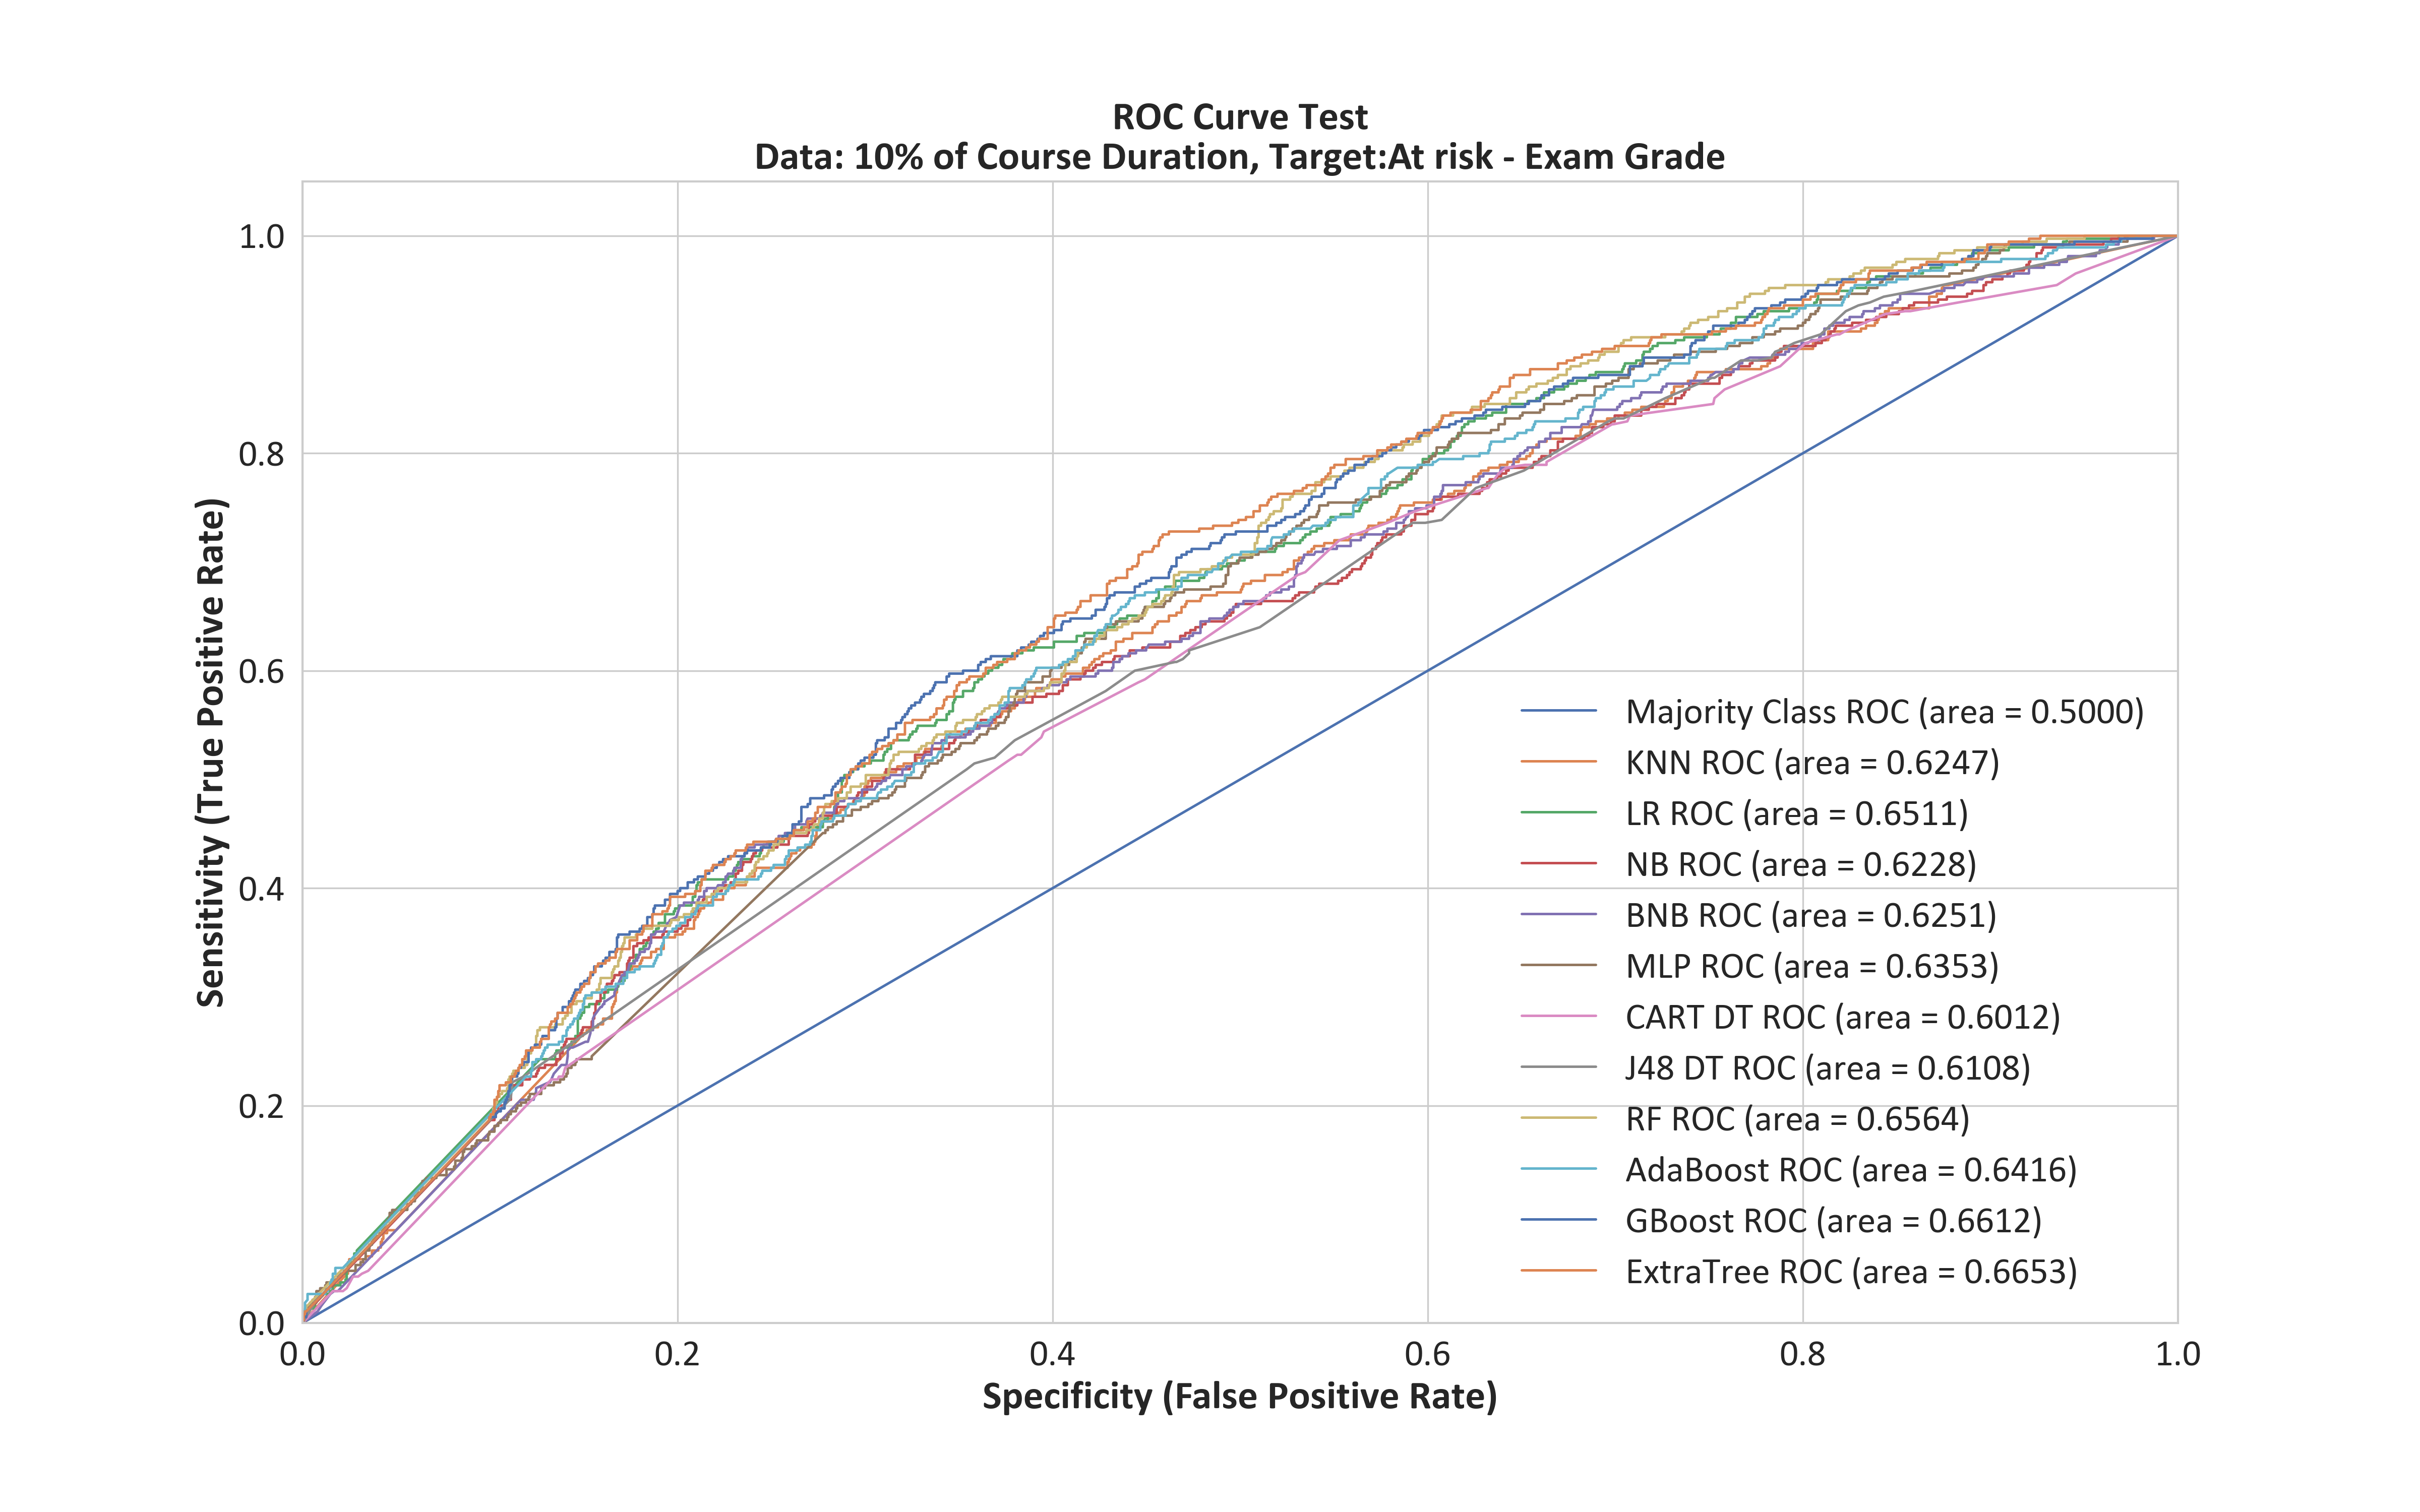 ROC Curve Test
Data: 10% of Course Duration, Target:At risk - Exam Grade
Sensitivity (True Positive Rate)
1.0
0.8
0.6
0.4
0.2
0.0
Majority Class ROC (area = 0.5000)
KNN ROC (area = 0.6247)
LR ROC (area = 0.6511)
NB ROC (area = 0.6228)
BNB ROC (area = 0.6251)
MLP ROC (area = 0.6353)
CART DT ROC (area = 0.6012)
J48 DT ROC (area = 0.6108)
RF ROC (area = 0.6564)
AdaBoost ROC (area = 0.6416)
GBoost ROC (area = 0.6612)
ExtraTree ROC (area = 0.6653)
0.0 0.2 0.4 0.6 0.8 1.0
Specificity (False Positive Rate)